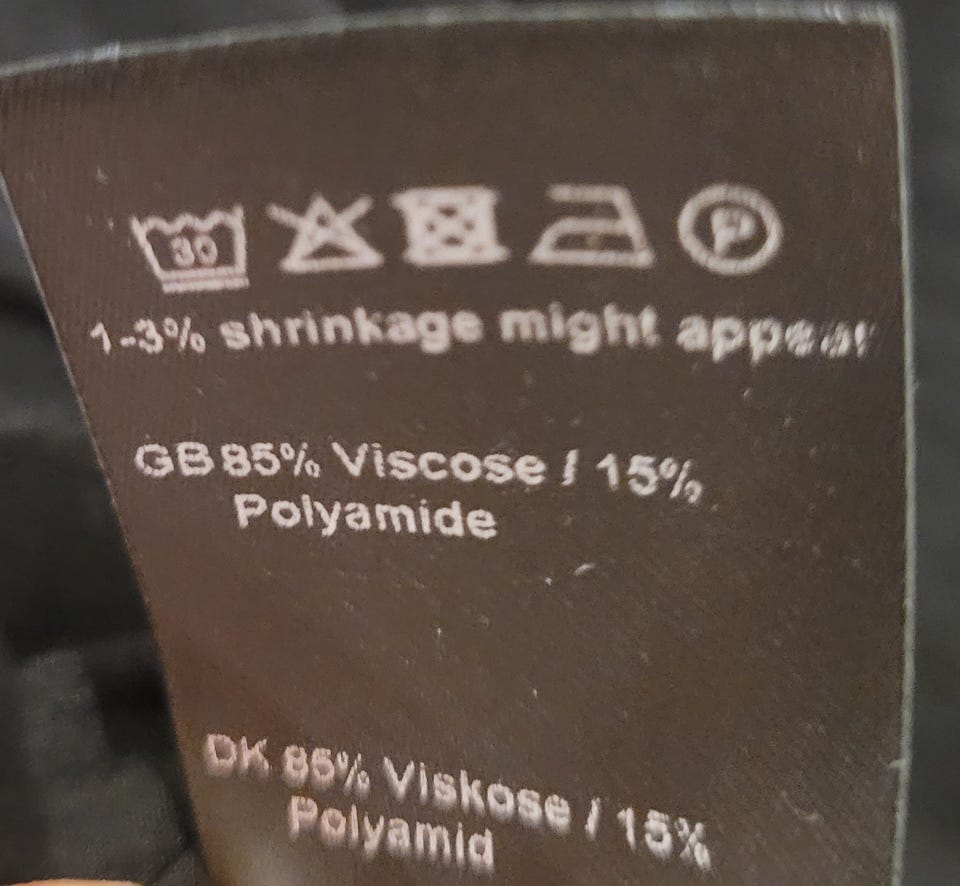 30
P
1-3% shrinkage might appear
GB 85% Viscose / 15%
Polyamide
DK 85% Viskose / 15%
Polyamid